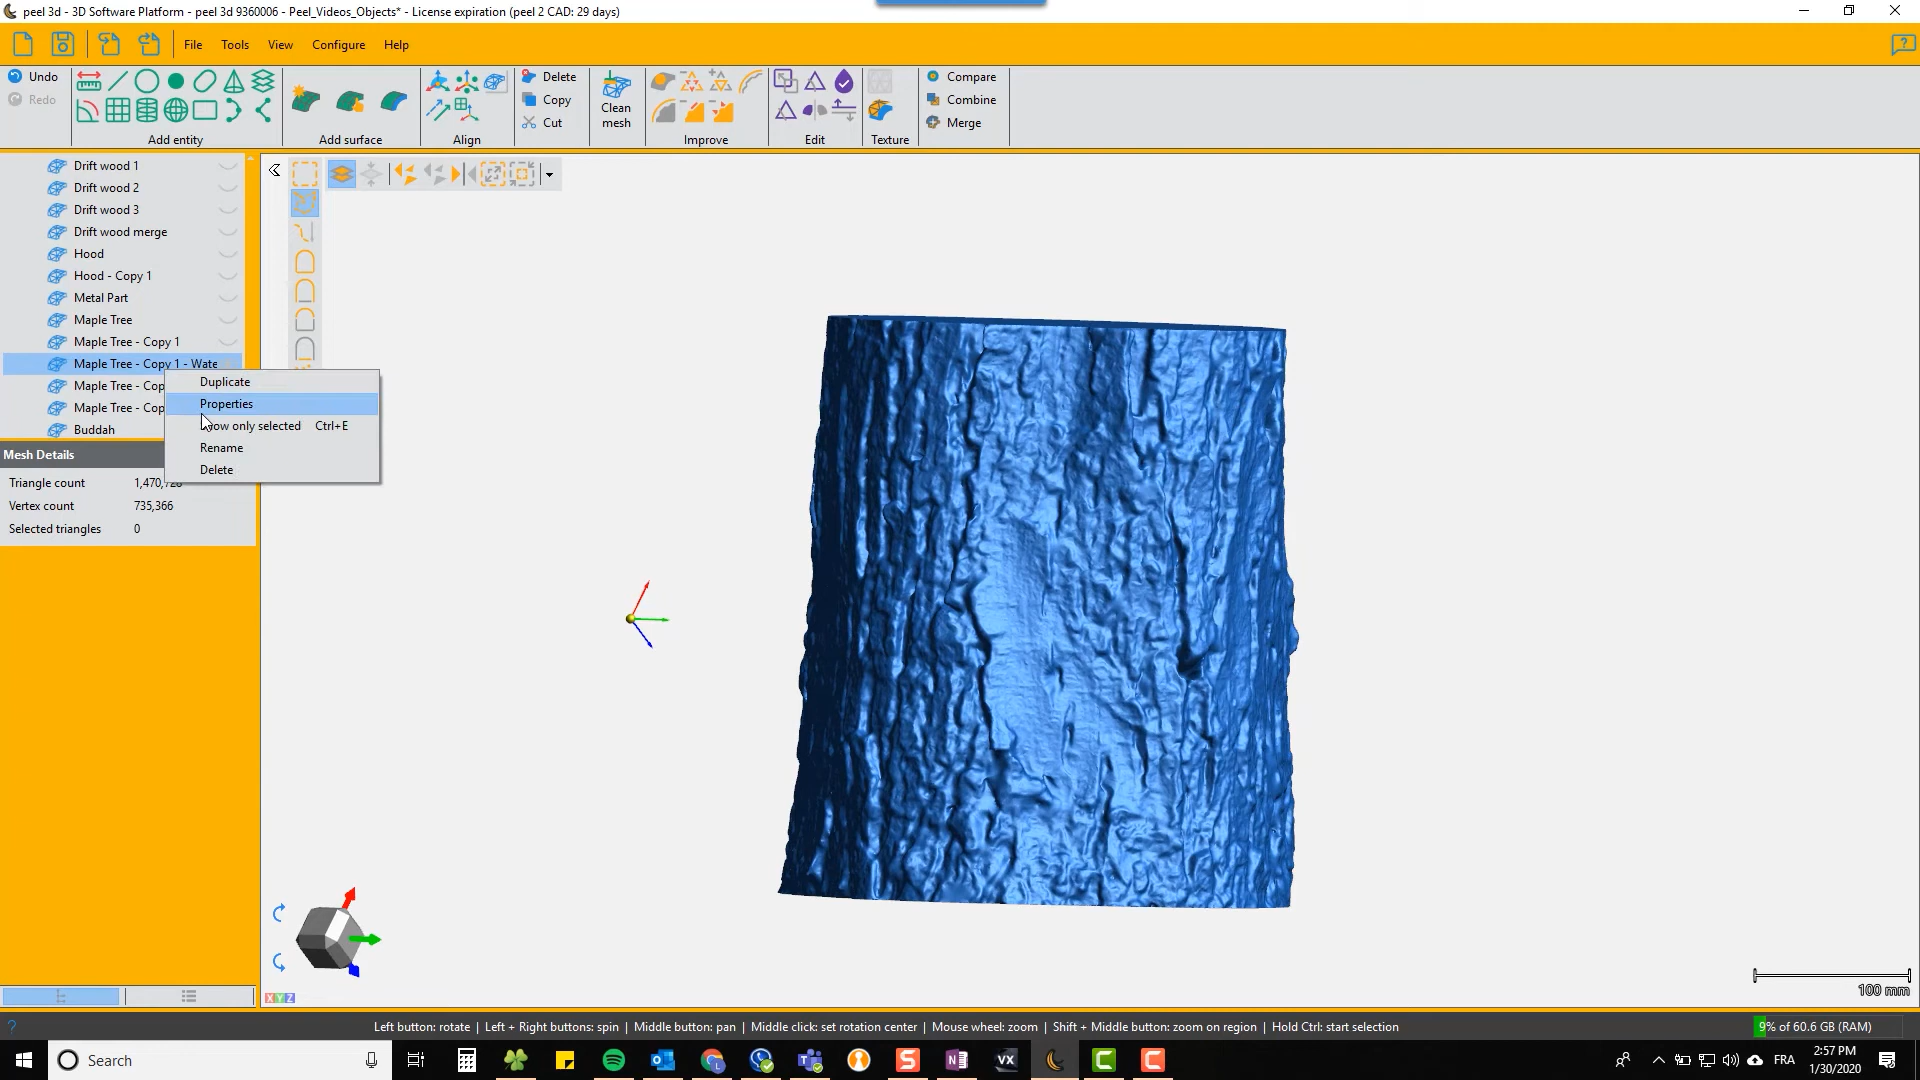 peel 3d - 3D Software Platform - peel 3d 9360006 - Peel_Videos_Objects* - License expiration (peel 2 CAD: 29 days)
File Tools View Configure Help
Undo
Redo
Add entity
Add surface
Align
Delete
Copy
Cut
Clean
mesh
Improve
Edit
Texture
Compare
Combine
Merge
Drift wood 1
Drift wood 2
Drift wood 3
Drift wood merge
Hood
Hood - Copy 1
Metal Part
Maple Tree
Maple Tree - Copy 1
Maple Tree - Copy 1 - Wate
Maple Tree - Cop
Maple Tree - Cop
Buddah
Duplicate
Properties
only selected Ctrl+E
Rename
Delete
Mesh Details
Triangle count
Vertex count 735,366
Selected triangles 0
XYZ
100 mm
Left button: rotate | Left + Right buttons: spin | Middle button: pan | Middle click: set rotation center | Mouse wheel: zoom | Shift + Middle button: zoom on region | Hold Ctrl: start selection
9% of 60.6 GB (RAM)
Search
VX
FRA
2:57 PM
1/30/2020